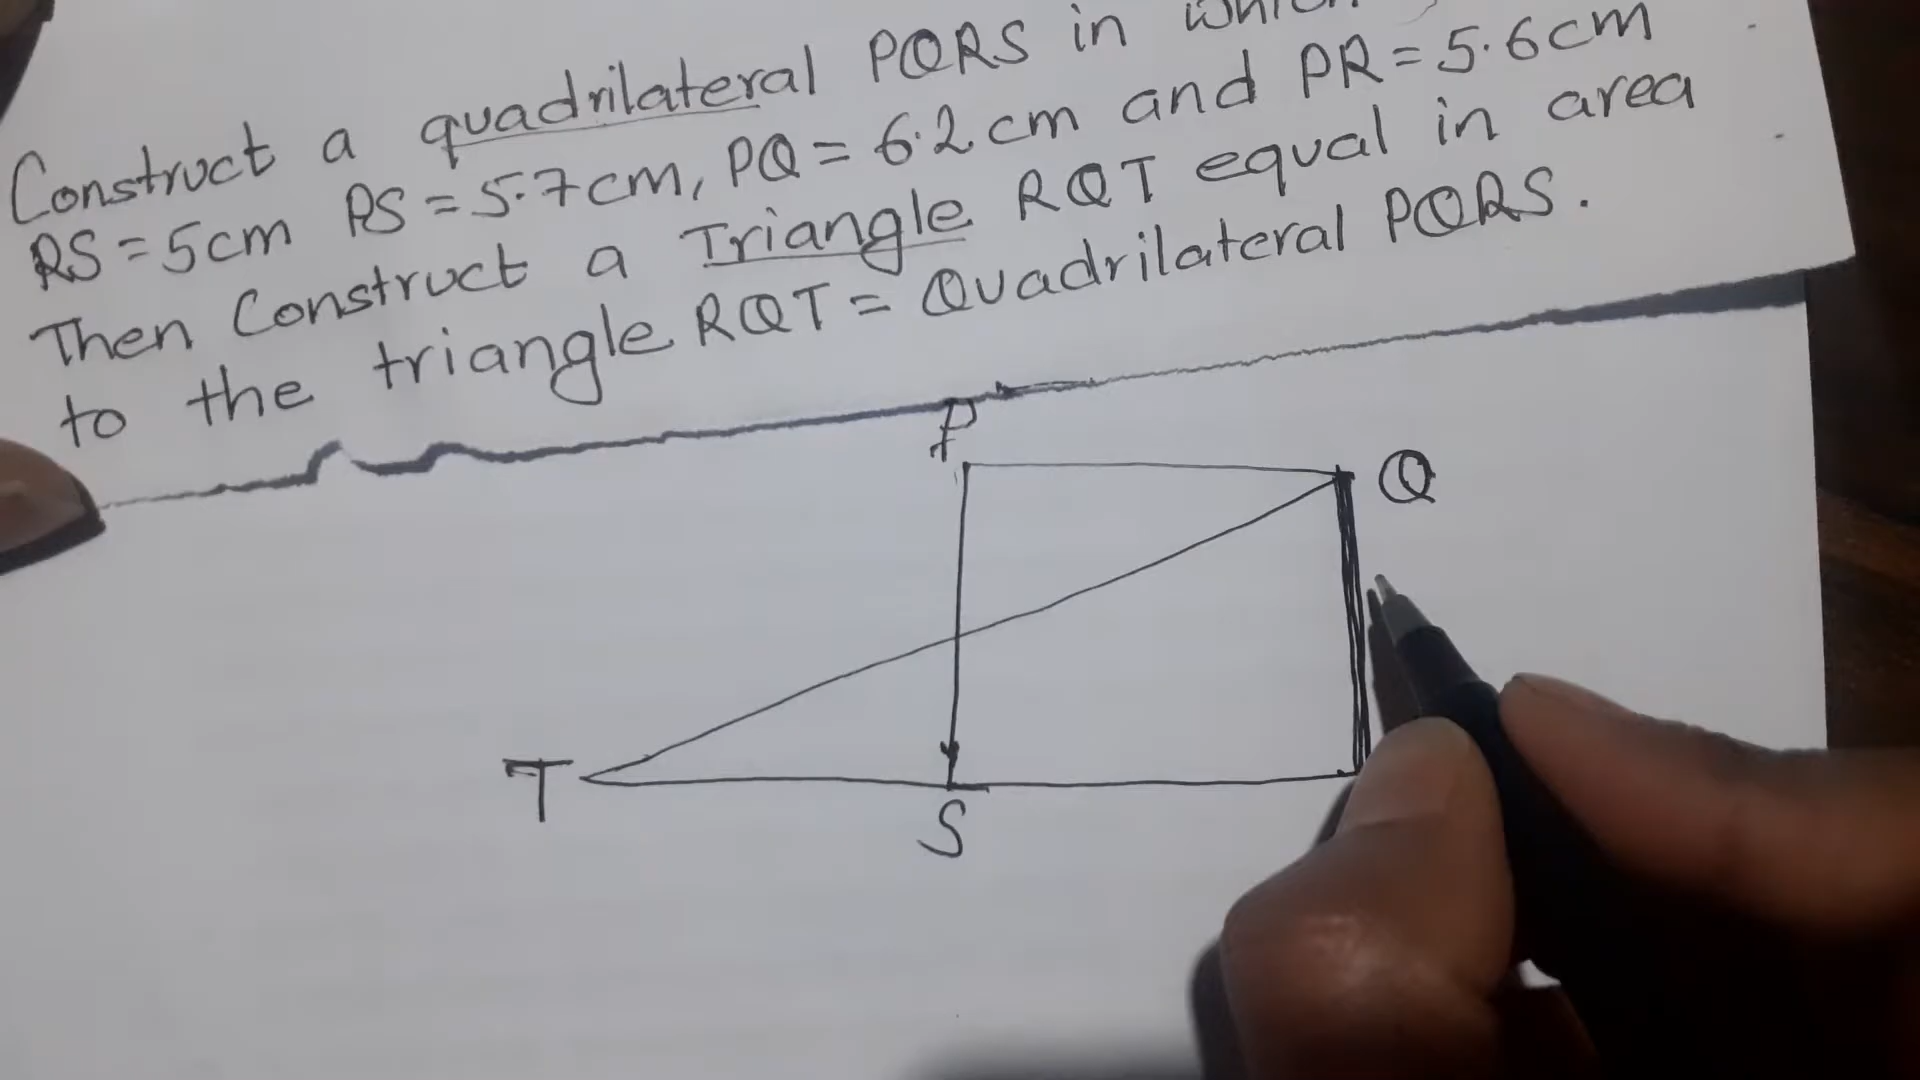 Construct a quadrilateral PQRS in which
RS = 5cm PS = 5.7cm, PQ = 6.2cm and PR = 5.6cm
Then Construct a Triangle RQT equal in area
to the triangle RQT = Quadrilateral PQRS.
P
Q
T
S